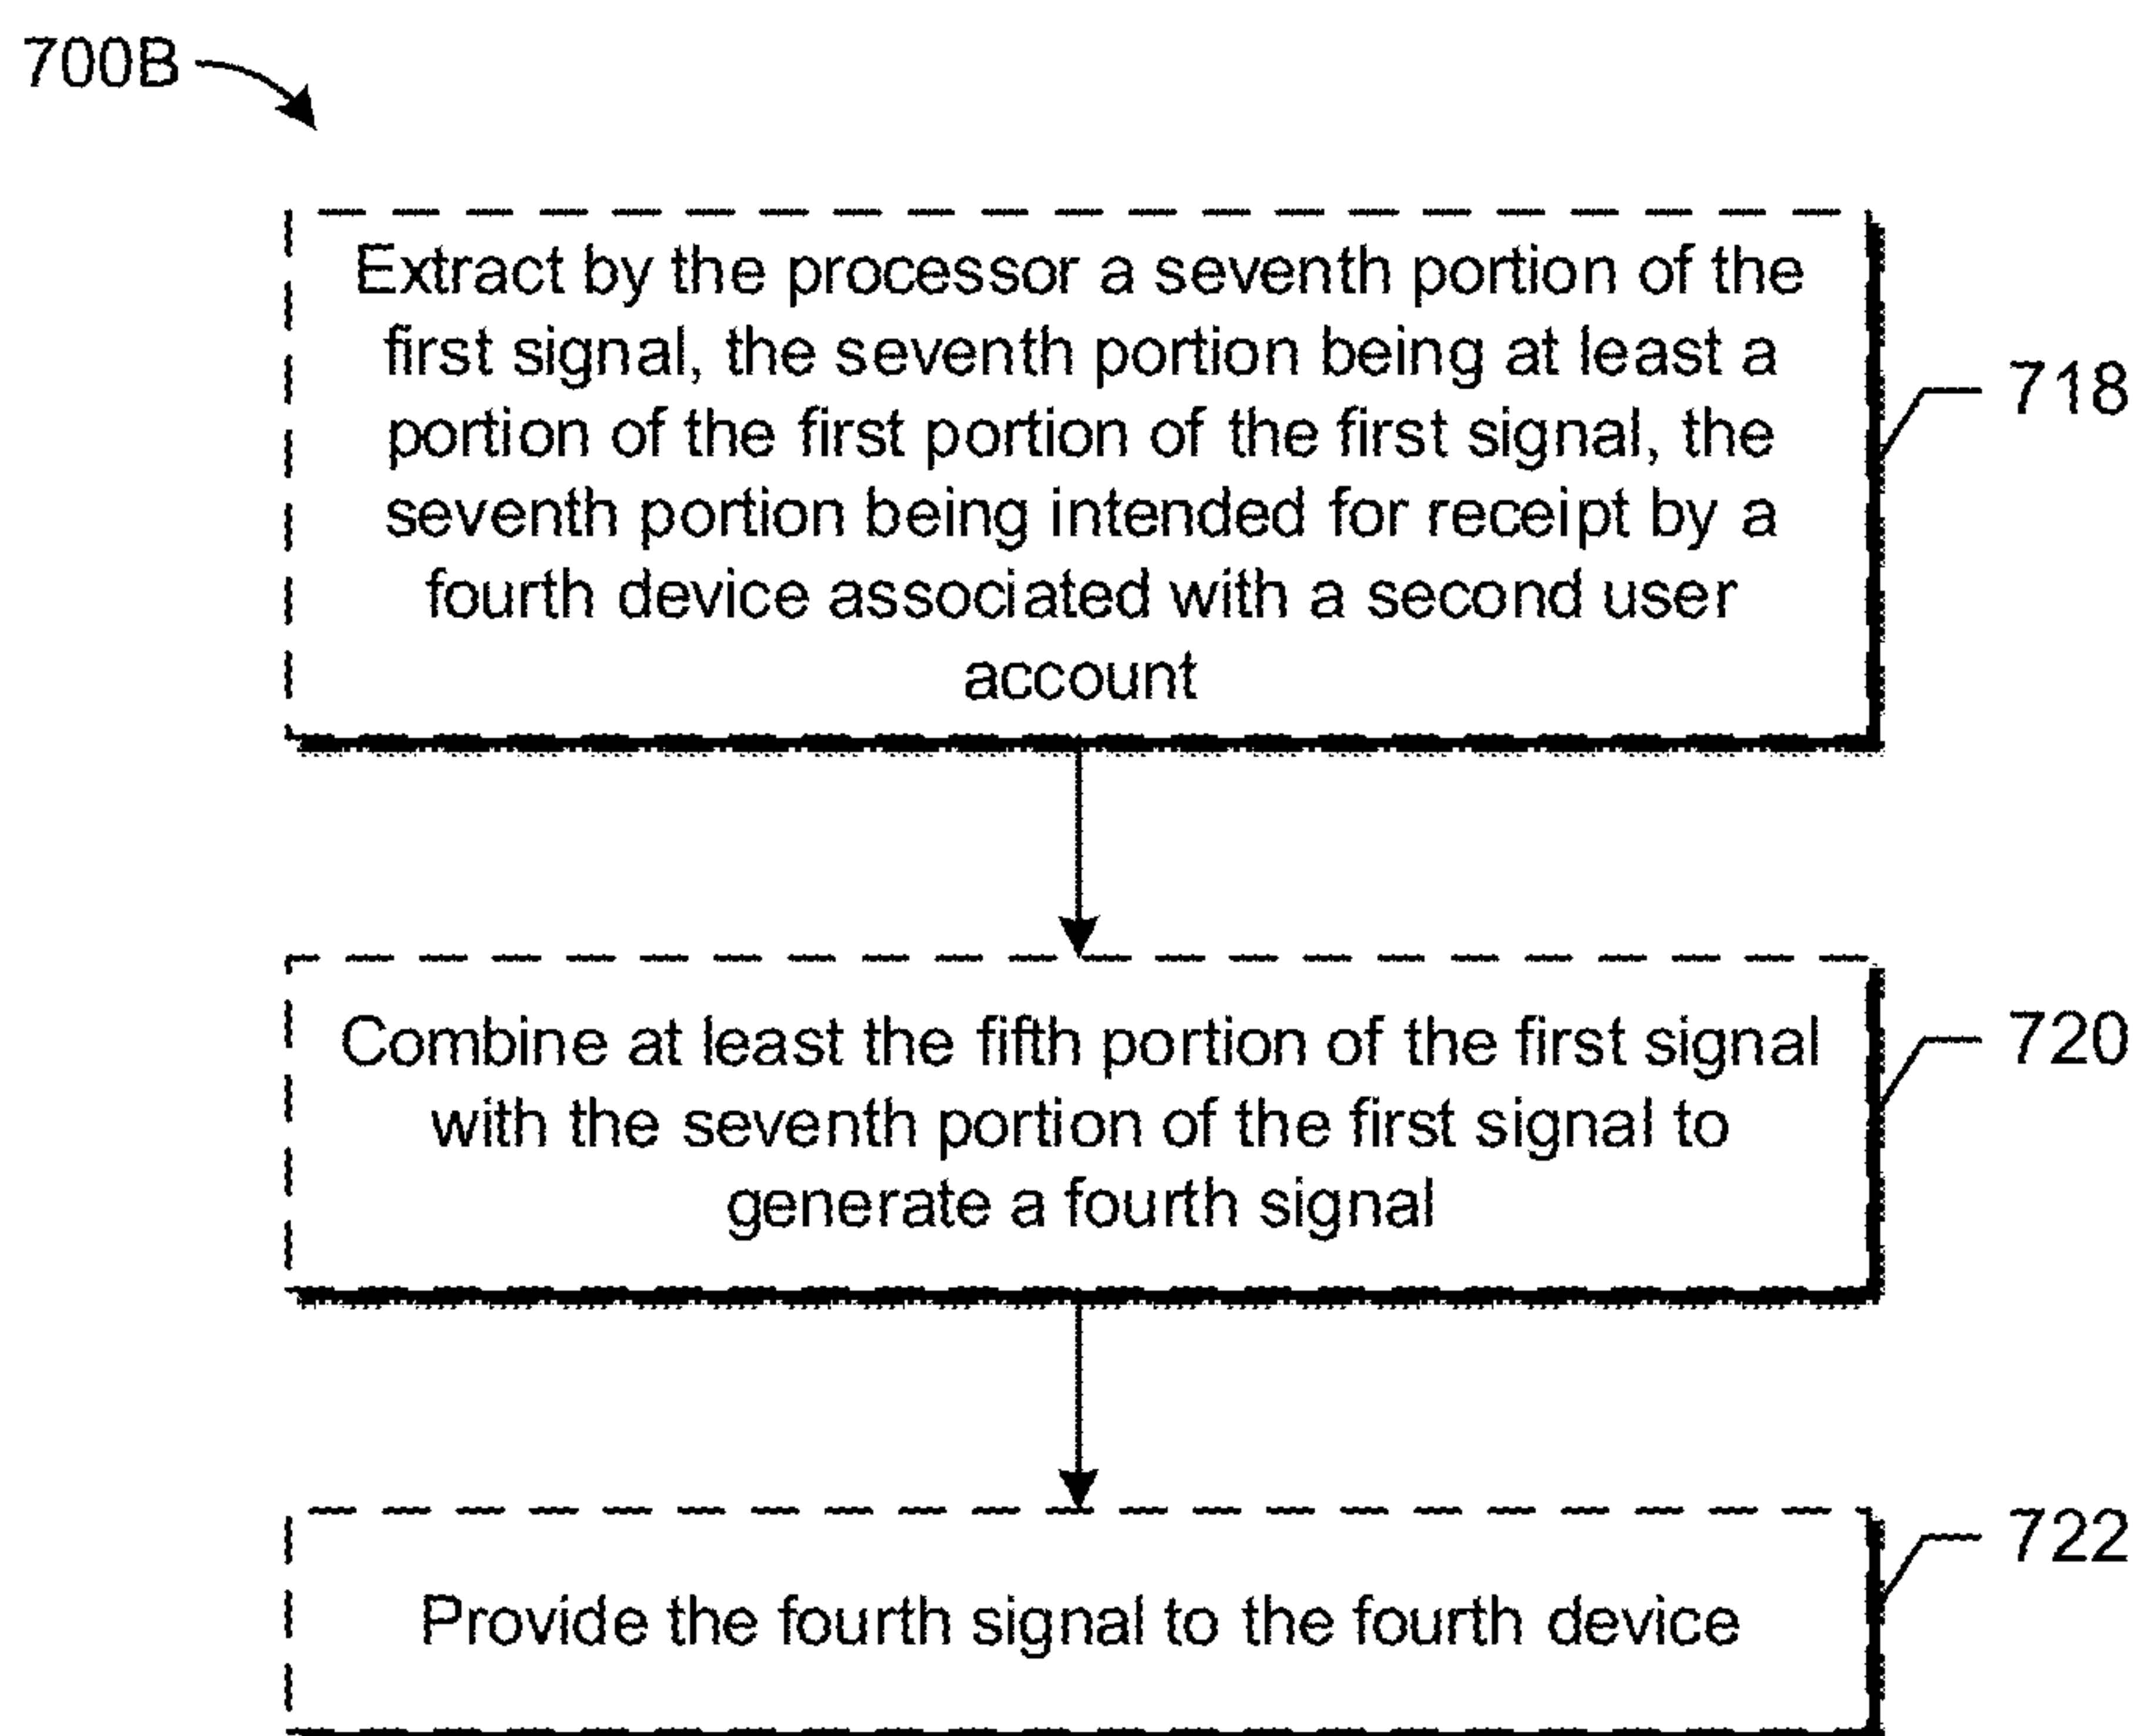 700B
Extract by the processor a seventh portion of the
first signal, the seventh portion being at least a
portion of the first portion of the first signal, the
seventh portion being intended for receipt by a
fourth device associated with a second user
account
718
Combine at least the fifth portion of the first signal
with the seventh portion of the first signal to
generate a fourth signal
720
Provide the fourth signal to the fourth device
722